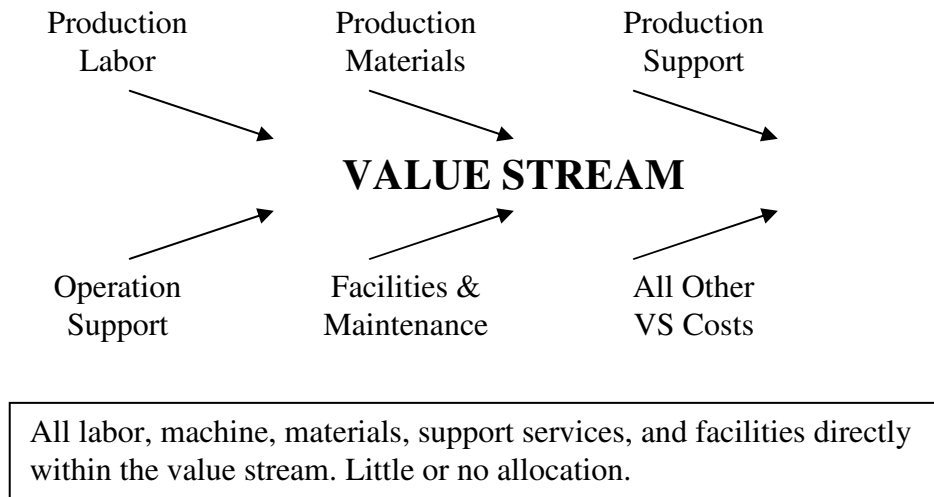 Production
Labor
Production
Materials
Production
Support
VALUE STREAM
Operation
Support
Facilities &
Maintenance
All Other
VS Costs
All labor, machine, materials, support services, and facilities directly
within the value stream. Little or no allocation.